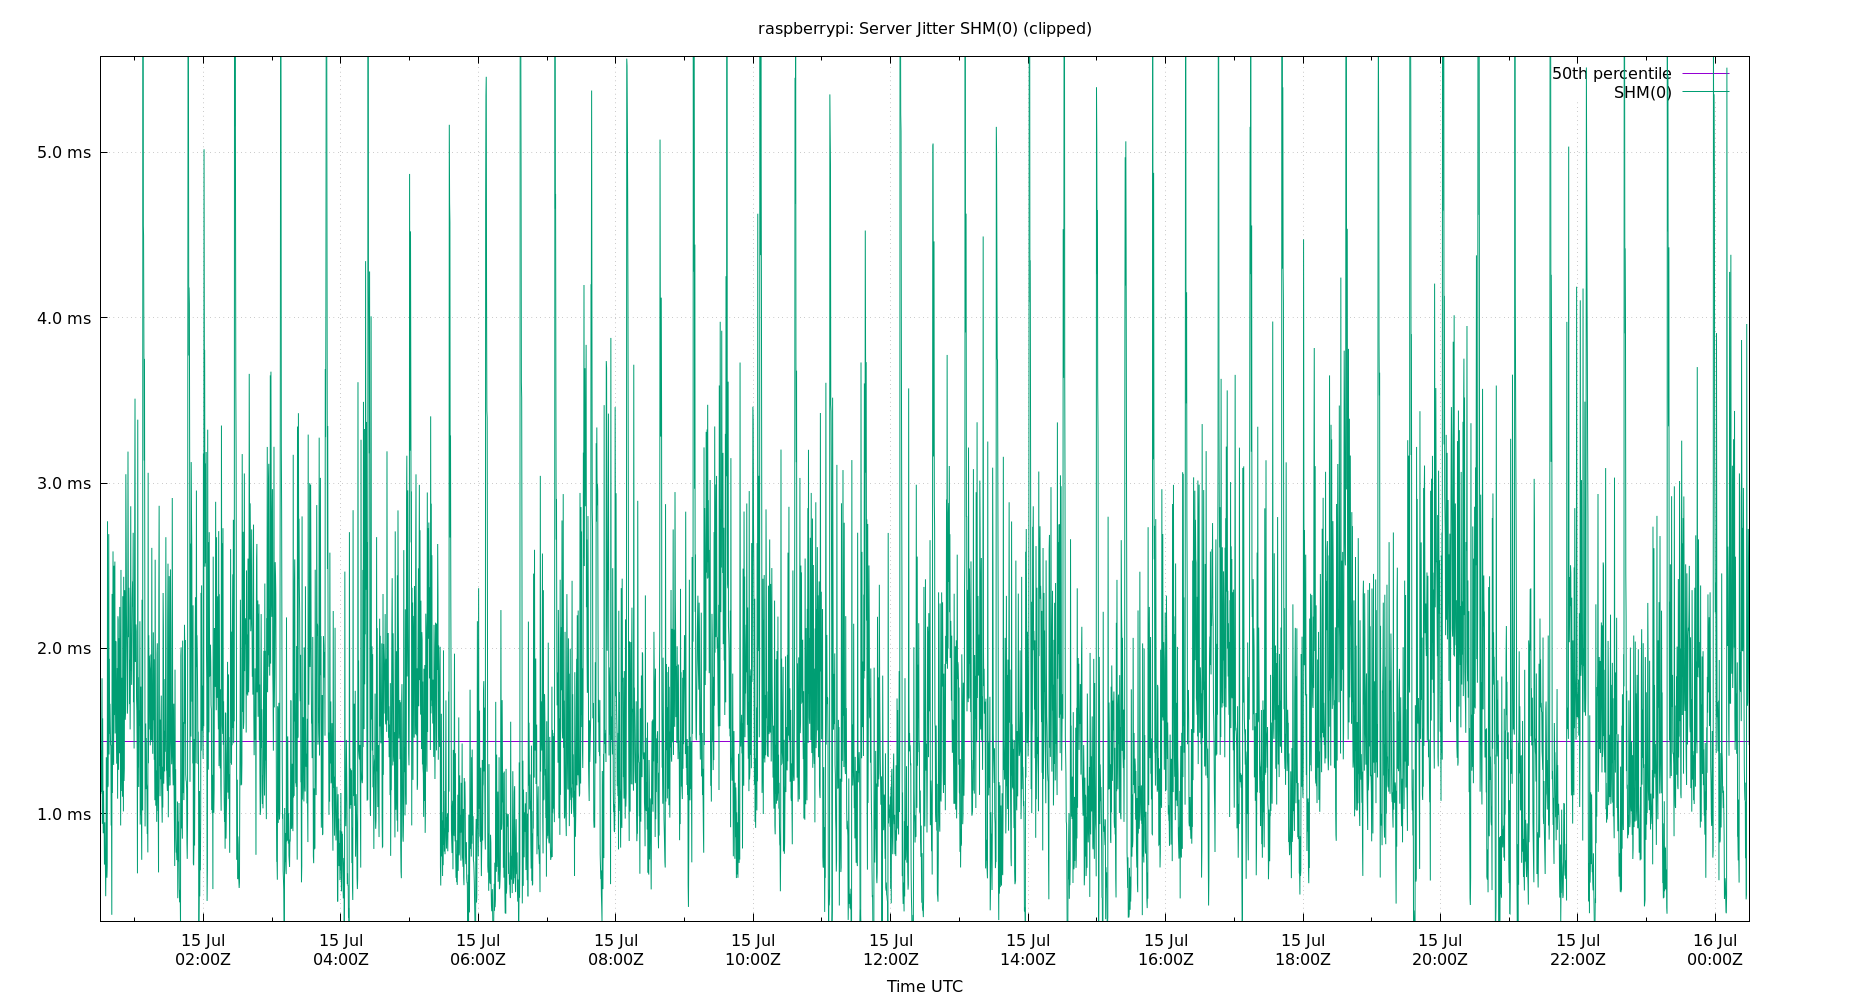 raspberrypi: Server Jitter SHM(0) (clipped)
50th percentile
SHM(0)
5.0 ms
4.0 ms
3.0 ms
2.0 ms
1.0 ms
15 Jul 15 Jul 15 Jul 15 Jul 15 Jul 15 Jul 15 Jul 15 Jul 15 Jul 15 Jul 15 Jul 16 Jul
02:00Z 04:00Z 06:00Z 08:00Z 10:00Z 12:00Z 14:00Z 16:00Z 18:00Z 20:00Z 22:00Z 00:00Z
Time UTC